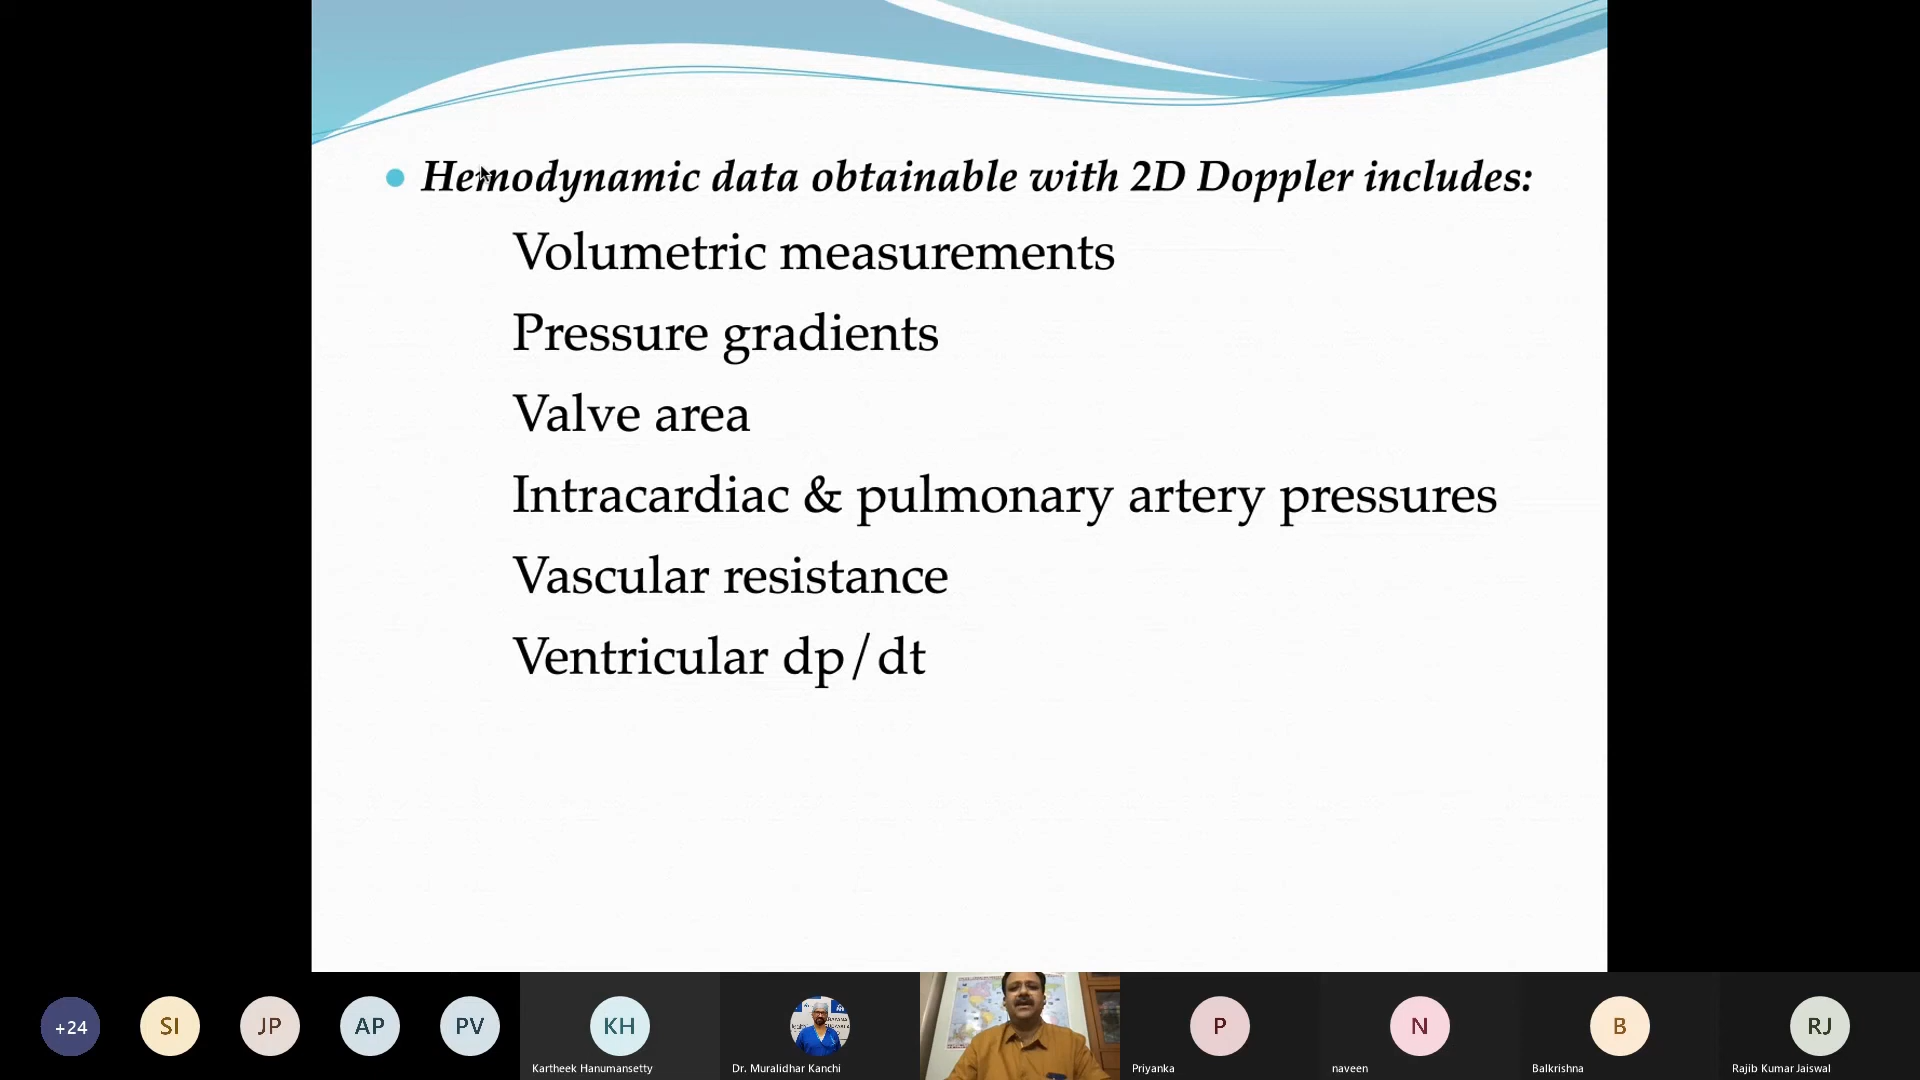 Hemodynamic data obtainable with 2D Doppler includes:
Volumetric measurements
Pressure gradients
Valve area
Intracardiac & pulmonary artery pressures
Vascular resistance
Ventricular dp/dt
+24
SI
JP
AP
PV
KH
P
N
B
RJ
Kartheek Hanumansetty
Dr. Muralidhar Kanchi
Priyanka
naveen
Balkrishna
Rajib Kumar Jaiswal